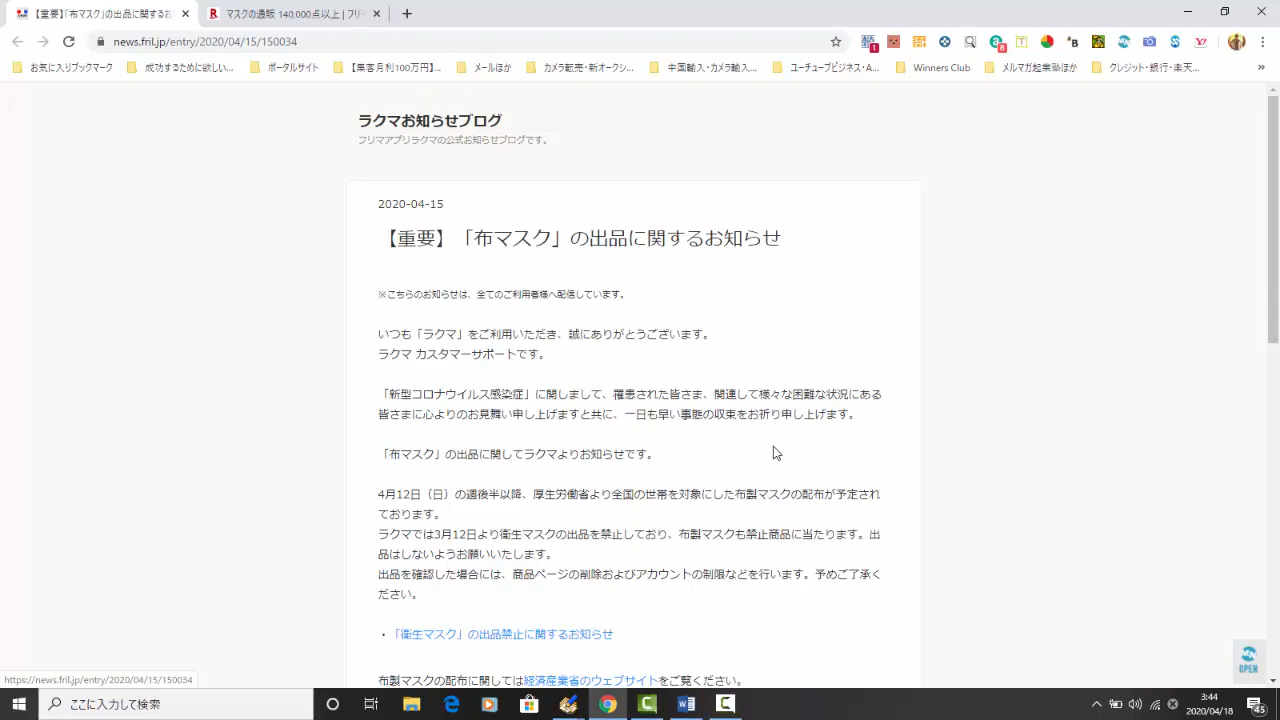 【重要】「布マスク」の出品に関するお
マスクの通販 140,000点以上 | フリ
news.fril.jp/entry/2020/04/15/150034
お気に入りブックマーク
成功するために欲しい...
ポータルサイト
【集客月利100万円】...
メールほか
カメラ転売・新オークシ...
中国輸入・カメラ輸入...
ユーチューブビジネス・A...
Winners Club
メルマガ起業塾ほか
クレジット・銀行・楽天...
ラクマお知らせブログ
フリマアプリラクマの公式お知らせブログです。
2020-04-15
【重要】「布マスク」の出品に関するお知らせ
※こちらのお知らせは、全てのご利用者様へ配信しています。
いつも「ラクマ」をご利用いただき、誠にありがとうございます。
ラクマ カスタマーサポートです。
「新型コロナウイルス感染症」に関しまして、罹患された皆さま、関連して様々な困難な状況にある
皆さまに心よりのお見舞い申し上げますと共に、一日も早い事態の収束をお祈り申し上げます。
「布マスク」の出品に関してラクマよりお知らせです。
4月12日（日）の週後半以降、厚生労働省より全国の世帯を対象にした布製マスクの配布が予定され
ております。
ラクマでは3月12日より衛生マスクの出品を禁止しており、布製マスクも禁止商品に当たります。出
品はしないようお願いいたします。
出品を確認した場合には、商品ページの削除およびアカウントの制限などを行います。予めご了承く
ださい。
・「衛生マスク」の出品禁止に関するお知らせ
布製マスクの配布に関しては経済産業省のウェブサイトをご覧ください。
OPEN
https://news.fril.jp/entry/2020/04/15/150034
ここに入力して検索
3:44
2020/04/18
45